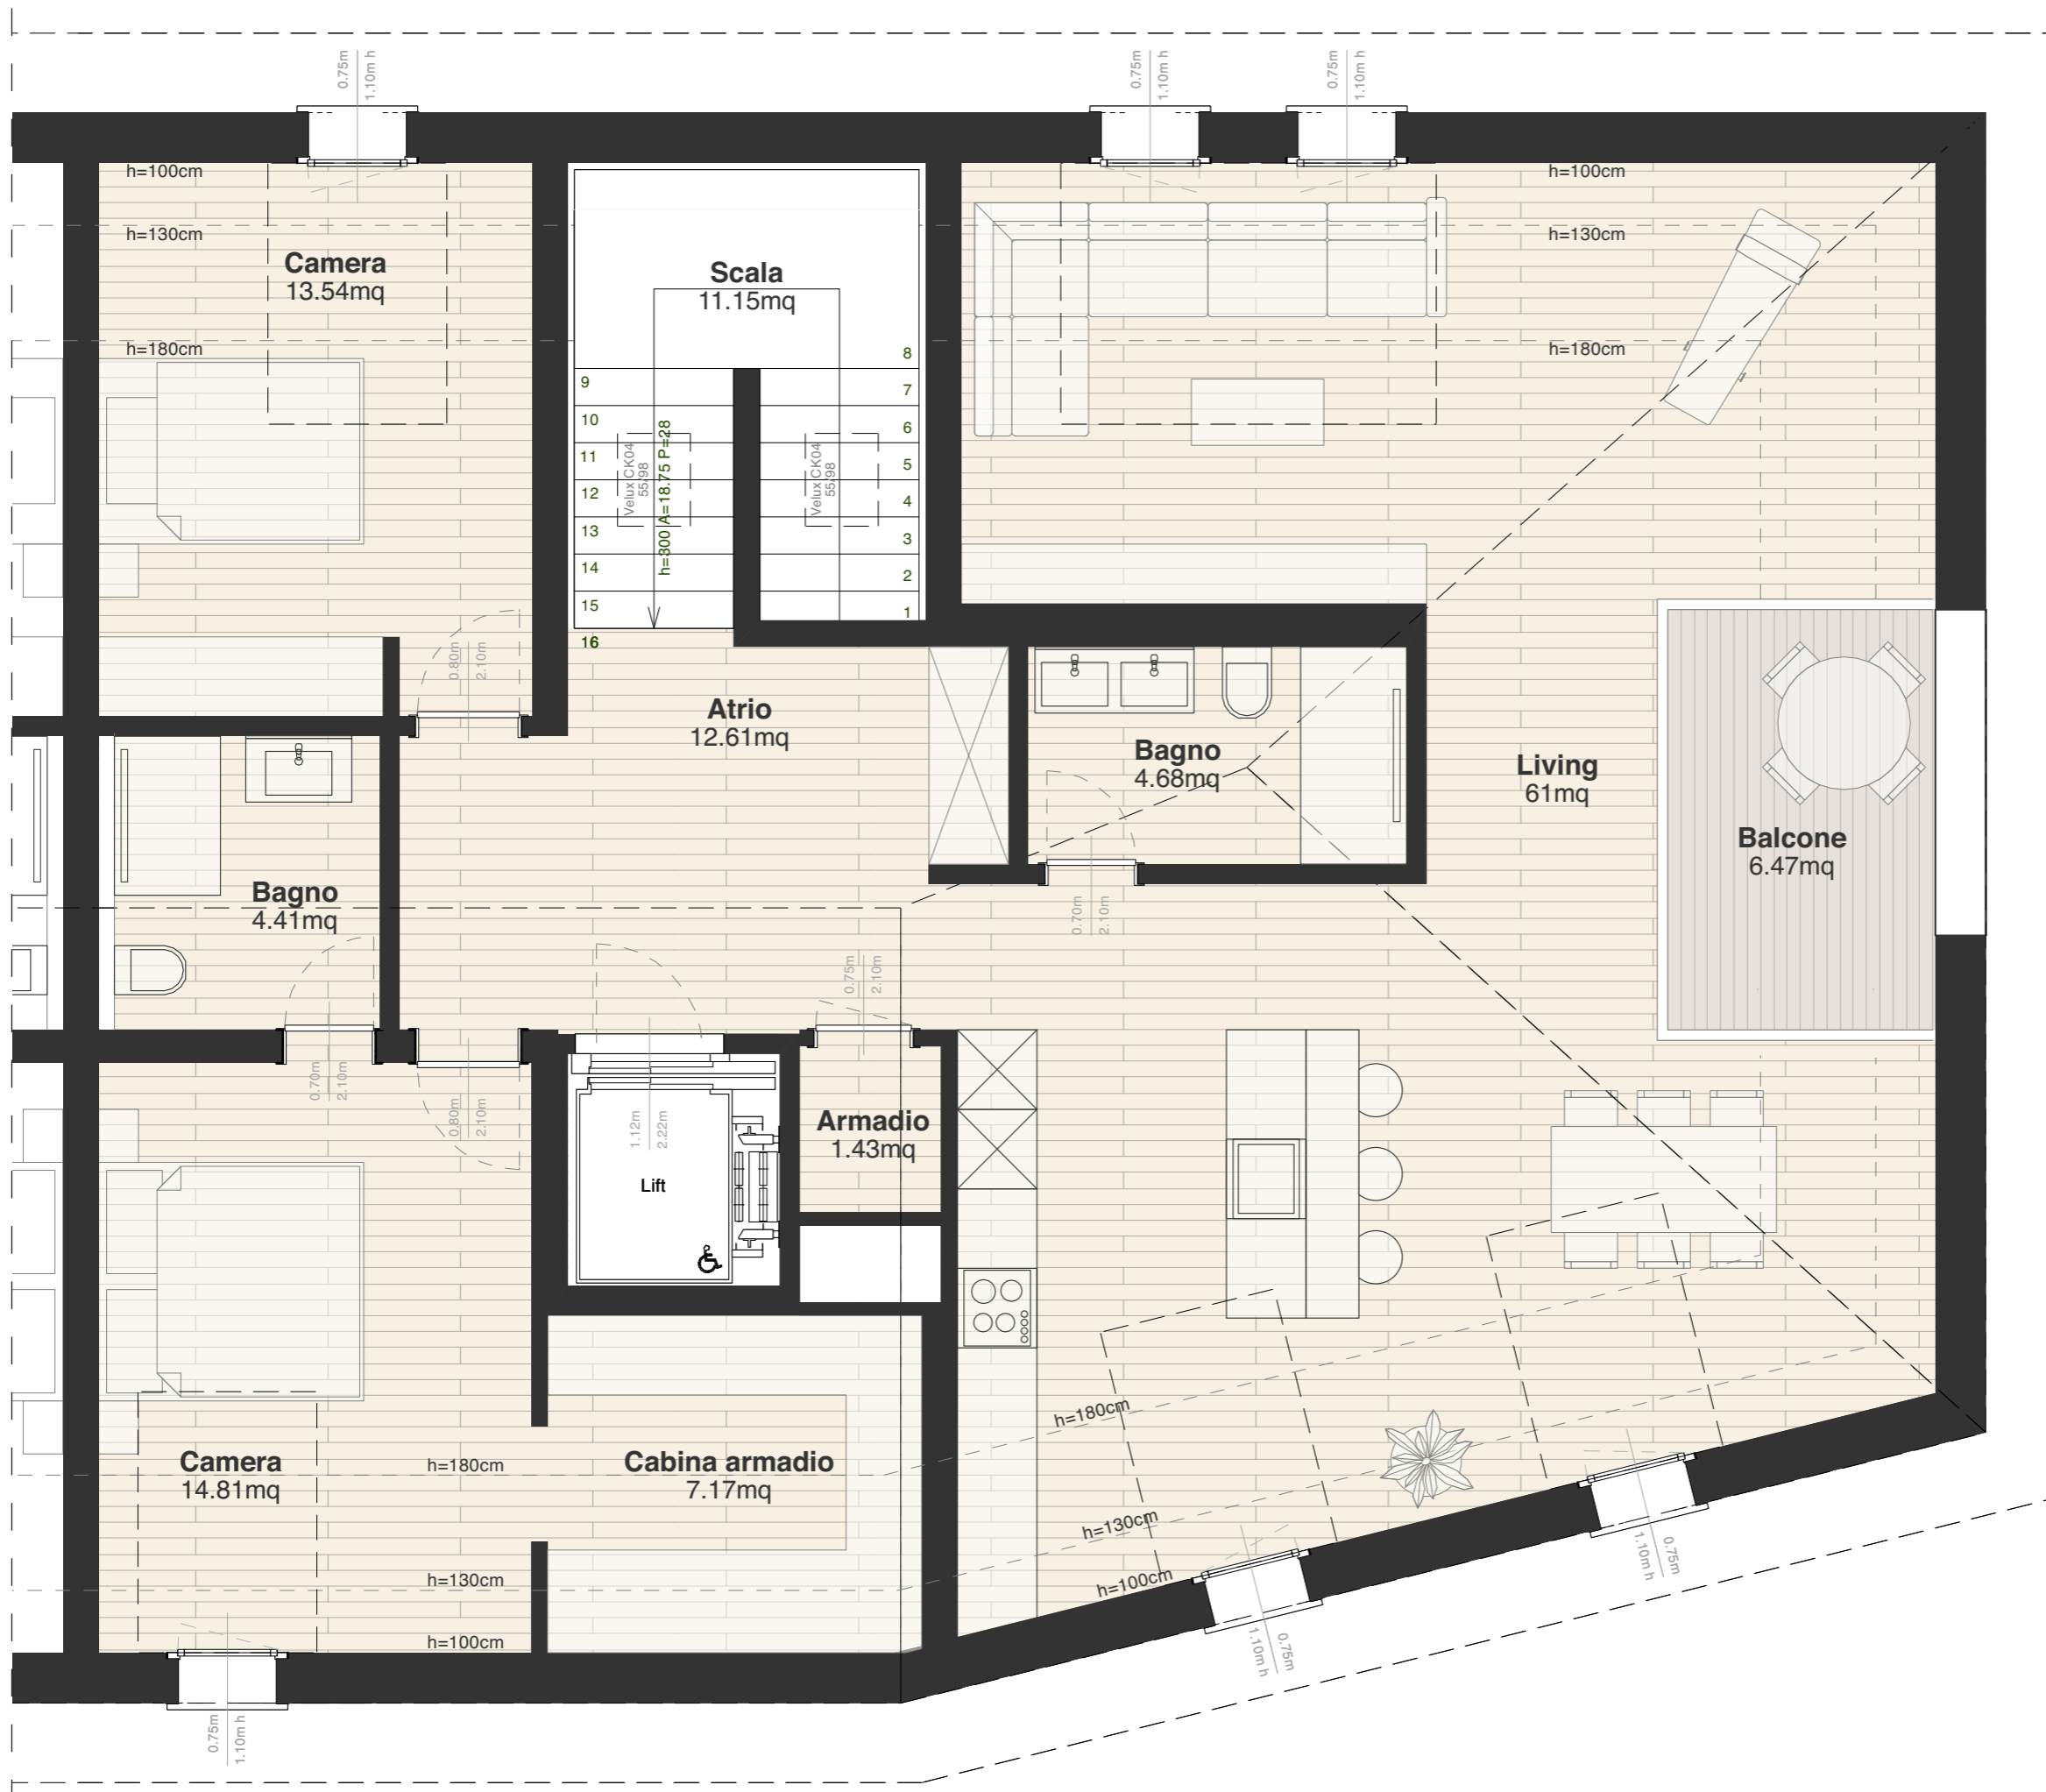 0.75m
1.10m h
0.75m
1.10m h
0.75m
1.10m h
h=100cm
h=100cm
h=130cm
h=130cm
Camera
13.54mq
Scala
11.15mq
h=180cm
h=180cm
8
9
7
10
6
11
5
12
4
13
3
14
2
15
1
16
Velux CK04
55/98
h=300 A=18.75 P=28
Velux CK04
55/98
0.80m
2.10m
Atrio
12.61mq
Bagno
4.68mq
Living
61mq
Balcone
6.47mq
Bagno
4.41mq
0.70m
2.10m
0.75m
2.10m
0.70m
2.10m
0.80m
2.10m
1.12m
2.22m
Lift
Armadio
1.43mq
h=180cm
Camera
14.81mq
h=180cm
Cabina armadio
7.17mq
h=130cm
h=130cm
h=100cm
h=100cm
1.10m h
0.75m
1.10m h
0.75m
0.75m
1.10m h